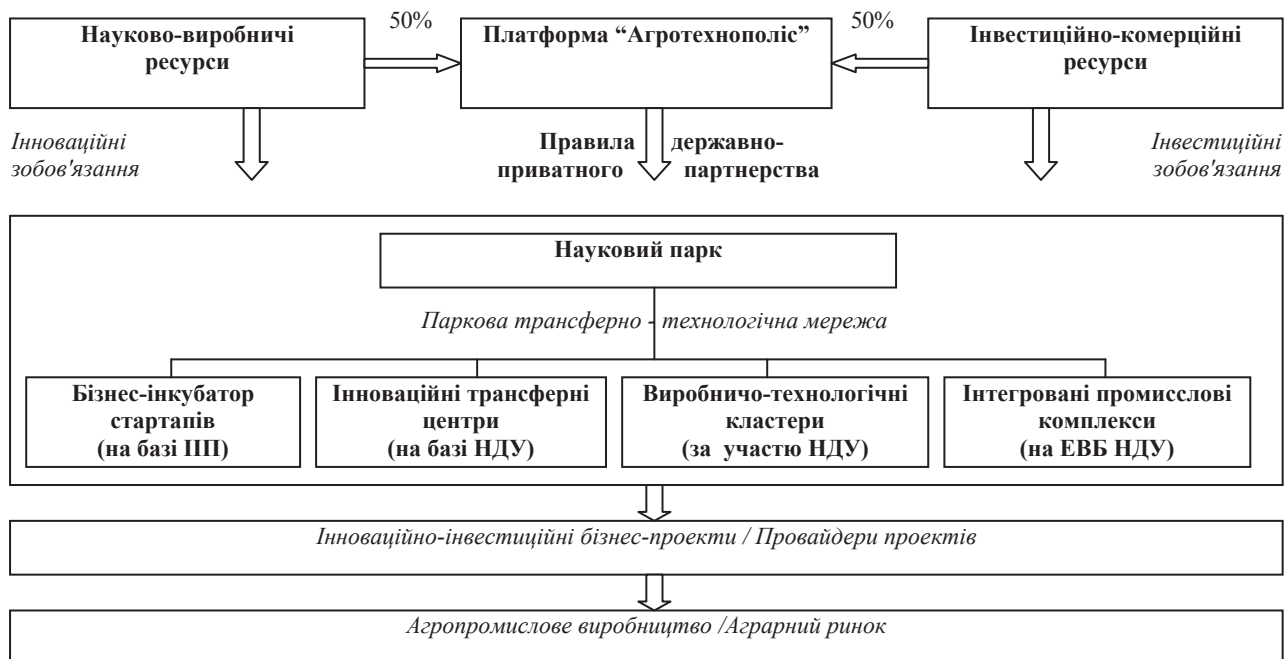 50%
50%
Науково-виробничі
ресурси
Платформа “Агротехнополіс”
Інвестиційно-комерційні
ресурси
Інноваційні
зобов'язання
Правила державно-
приватного партнерства
Інвестиційні
зобов'язання
Науковий парк
Паркова трансферно - технологічна мережа
Бізнес-інкубатор
стартапів
(на базі ІІП)
Інноваційні трансферні
центри
(на базі НДУ)
Виробничо-технологічні
кластери
(за участю НДУ)
Інтегровані промисслові
комплекси
(на ЕВБ НДУ)
Інноваційно-інвестиційні бізнес-проекти / Провайдери проектів
Агропромислове виробництво /Аграрний ринок